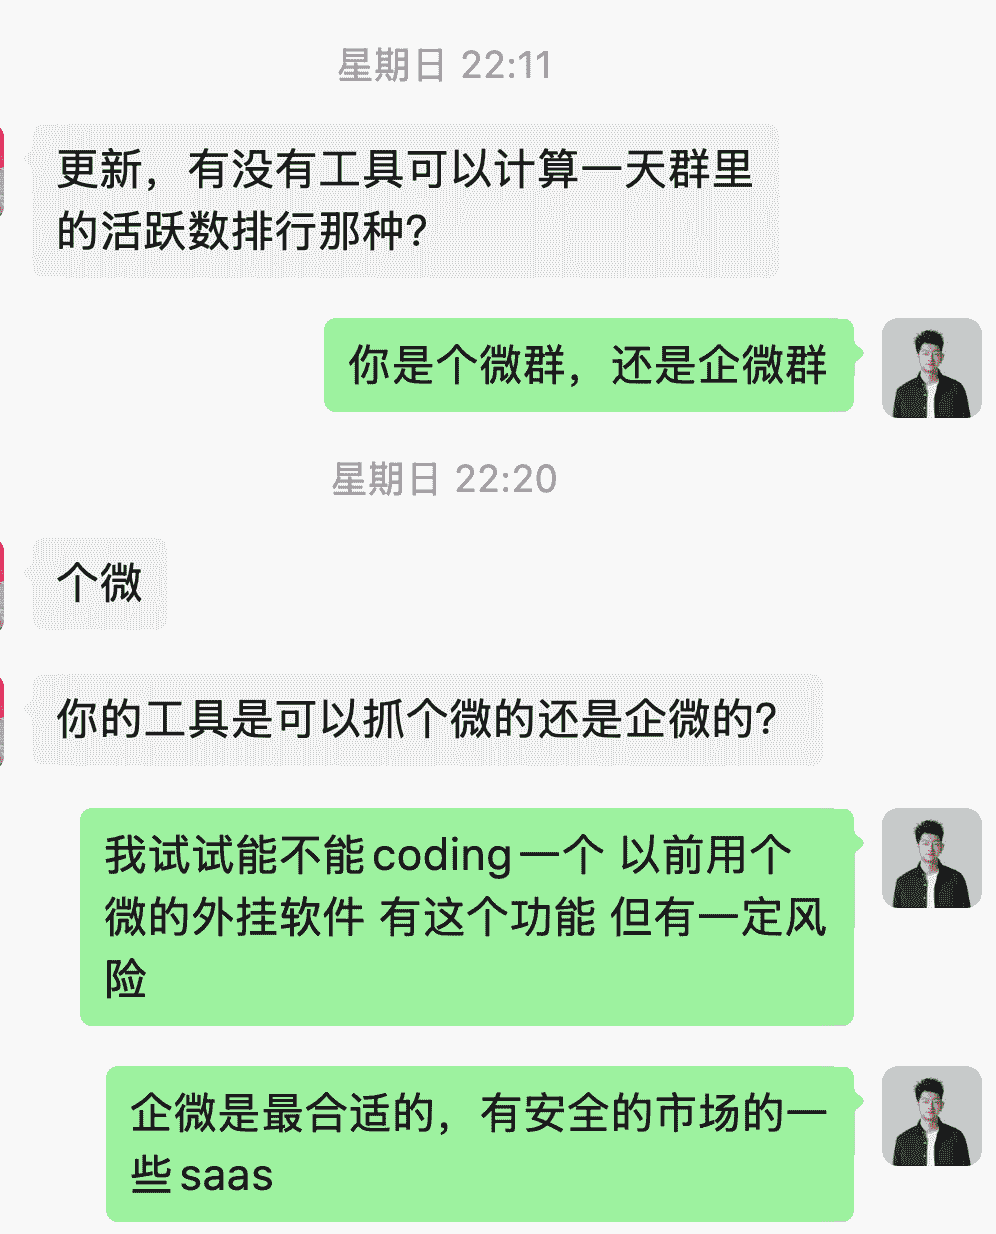 星期日 22:11
更新，有没有工具可以计算一天群里
的活跃数排行那种？
你是个微群，还是企微群
星期日 22:20
个微
你的工具是可以抓个微的还是企微的？
我试试能不能coding一个 以前用个
微的外挂软件 有这个功能 但有一定风
险
企微是最合适的，有安全的市场的一
些saas